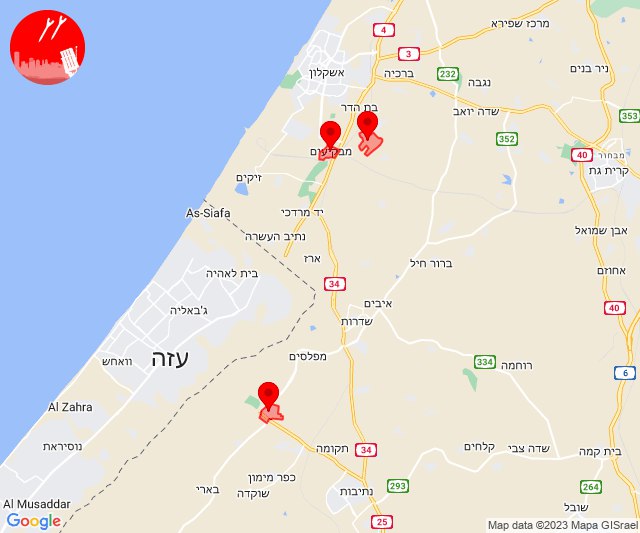 מרכז שפירא
4
3
ניר בנים
אשקלון
ברכיה
232
נגבה
בת הדר
שדה יואב
353
352
מבקיעים
40
מבחור
קרית גת
זיקים
As-Siafa
יד מרדכי
נתיב העשרה
אבן שמואל
ארז
ברור חיל
אחוזם
בית לאהיה
34
איבים
40
ג'באליה
שדרות
עזה
מפלסים
וואחש
334
רוחמה
6
Al Zahra
נוסיראת
תקומה
34
קלחים
שדה צבי
בית קמה
כפר מימון
שוקדה
בארי
נתיבות
293
264
שובל
Al Musaddar
25
Google
Map data ©2023 Mapa GISrael